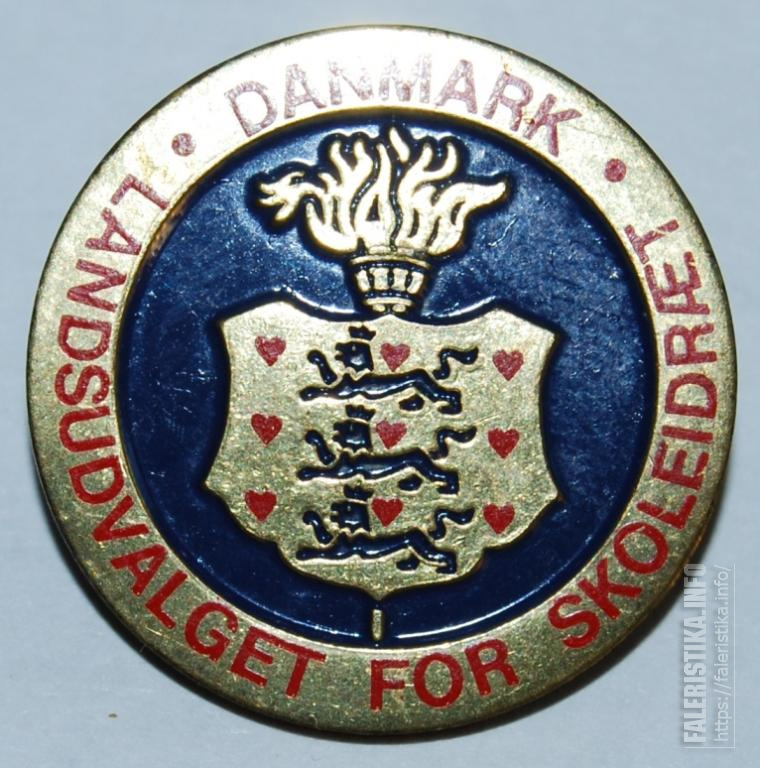 • DANMARK •
LANDSUDVALGET FOR SKOLEIDRÆT
FALERISTIKA.INFO
https://faleristika.info/